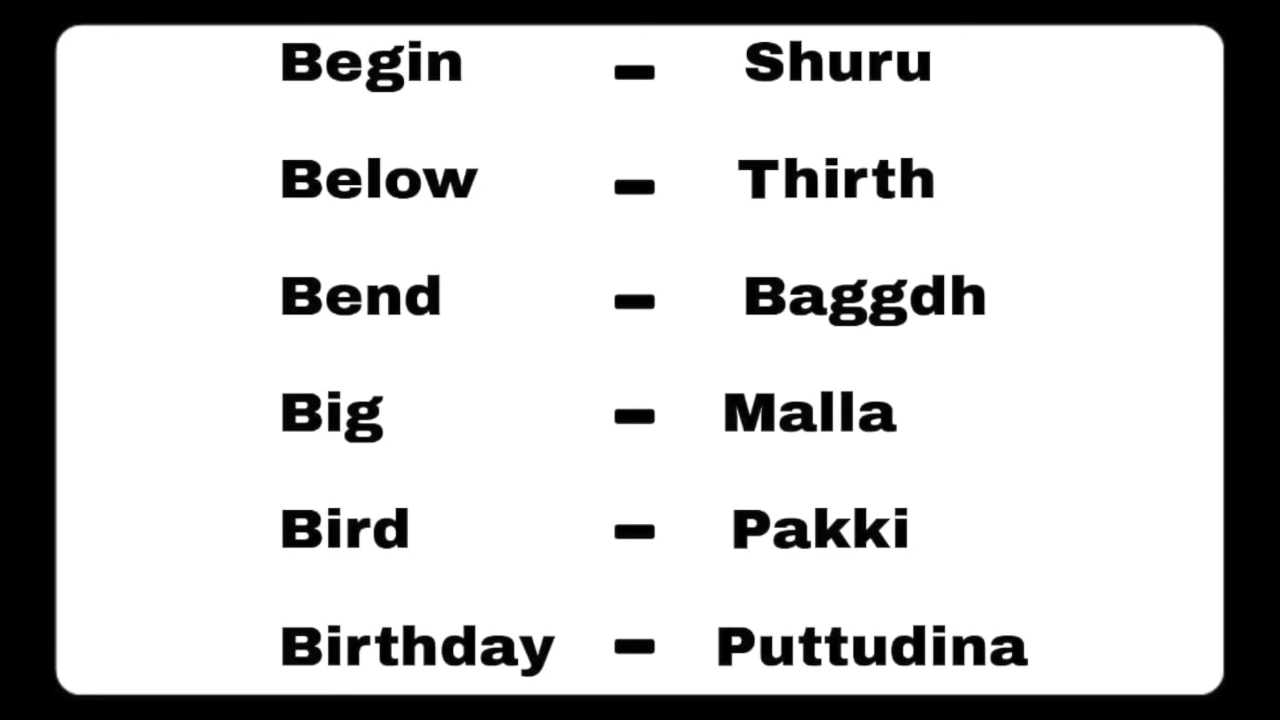 Begin - Shuru
Below - Thirth
Bend - Baggdh
Big - Malla
Bird - Pakki
Birthday - Puttudina